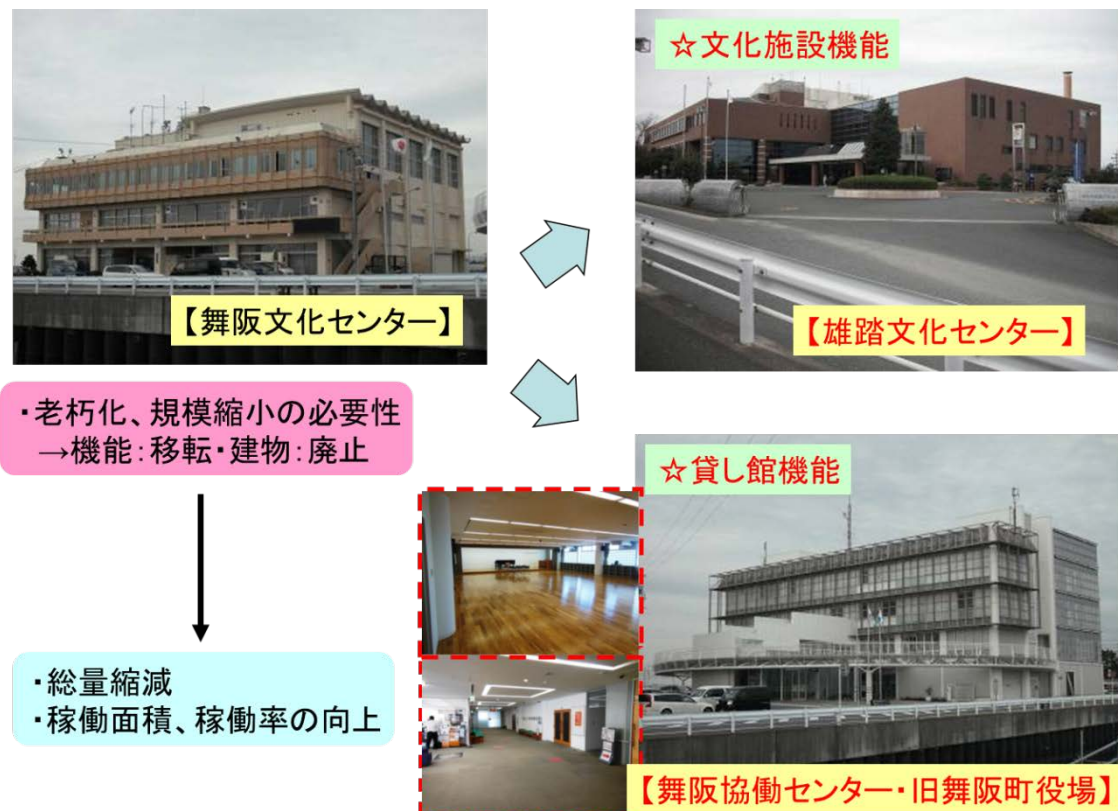 【舞阪文化センター】
☆文化施設機能
【雄踏文化センター】
・老朽化、規模縮小の必要性
→機能:移転・建物:廃止
・総量縮減
・稼働面積、稼働率の向上
☆貸し館機能
【舞阪協働センター・旧舞阪町役場】